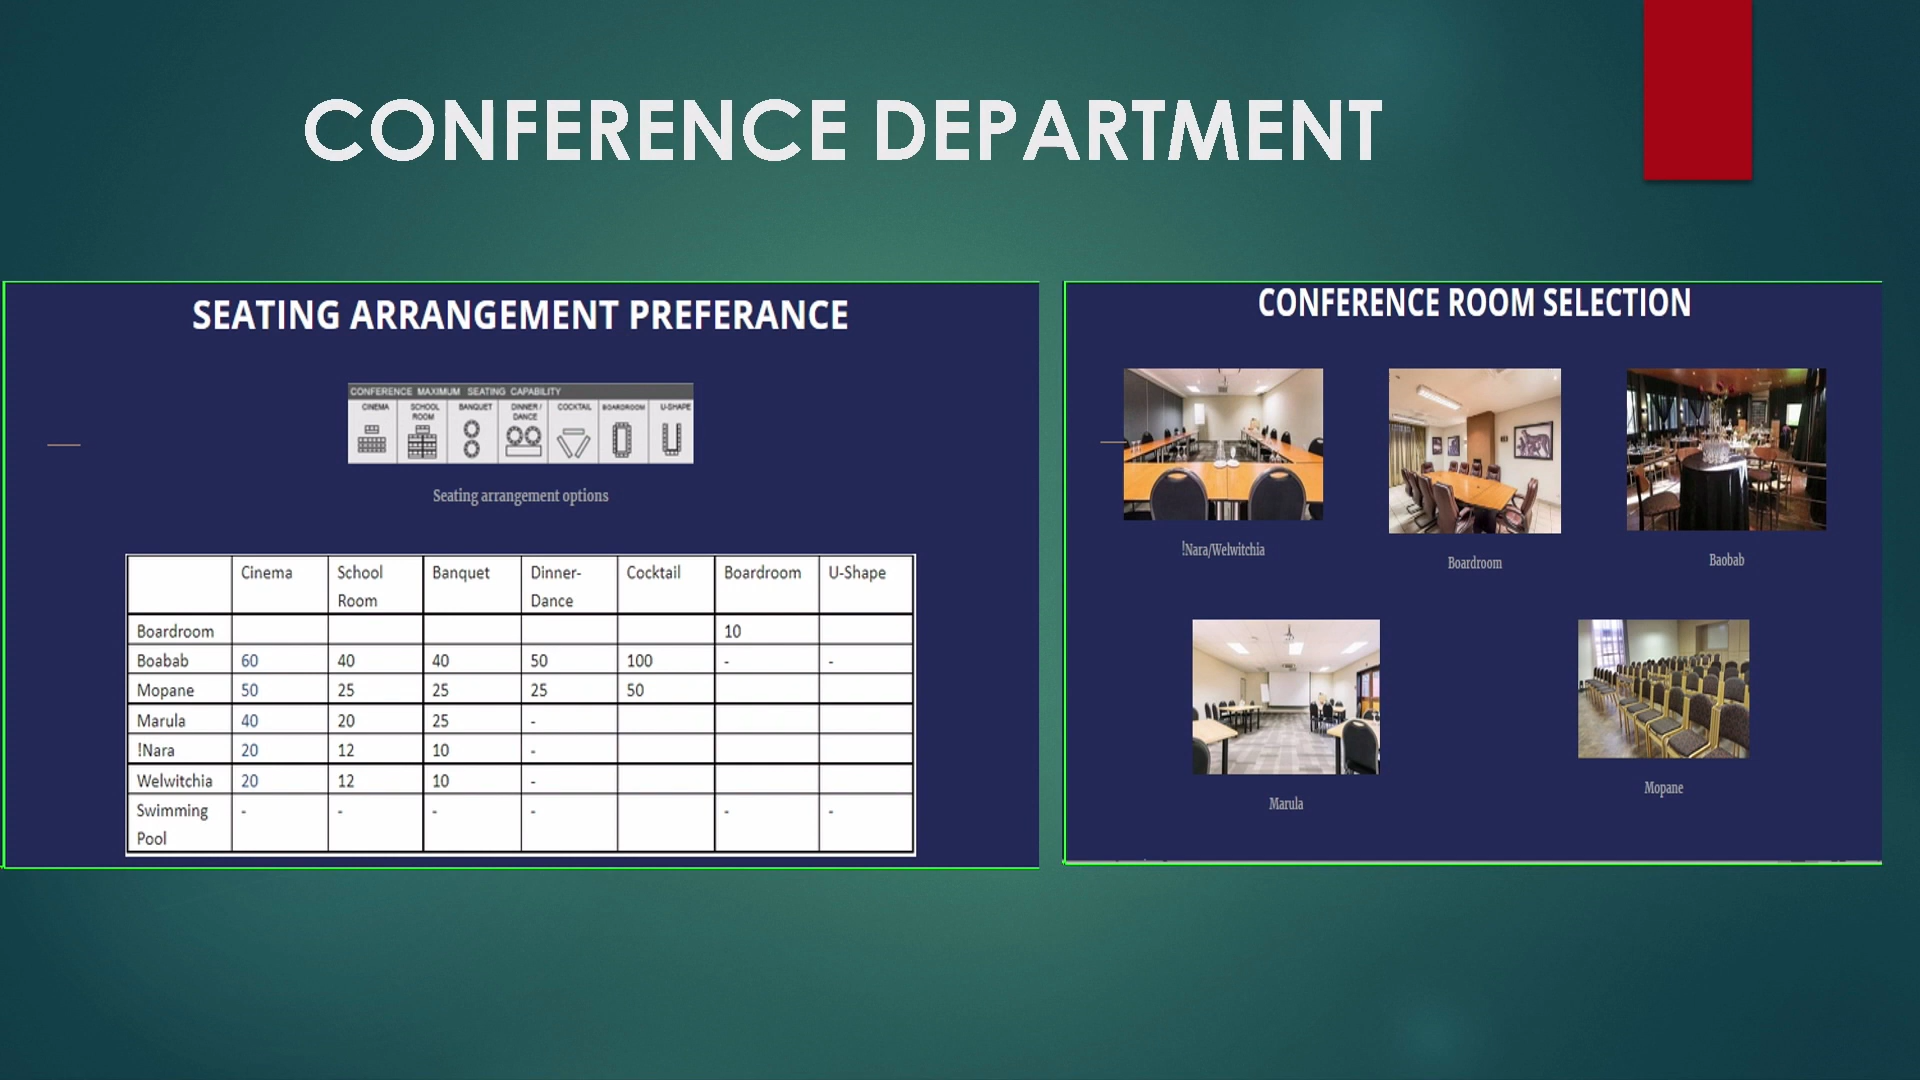 CONFERENCE DEPARTMENT
SEATING ARRANGEMENT PREFERANCE
CONFERENCE MAXIMUM SEATING CAPABILITY
CINEMA SCHOOL ROOM BANQUET DINNER / DANCE COCKTAIL BOARDROOM U-SHAPE
Seating arrangement options
Cinema School Room Banquet Dinner-Dance Cocktail Boardroom U-Shape
Boardroom 10
Boabab 60 40 40 50 100 - -
Mopane 50 25 25 25 50
Marula 40 20 25 -
!Nara 20 12 10 -
Welwitchia 20 12 10 -
Swimming Pool - - - - - -
CONFERENCE ROOM SELECTION
!Nara/Welwitchia
Boardroom
Baobab
Marula
Mopane